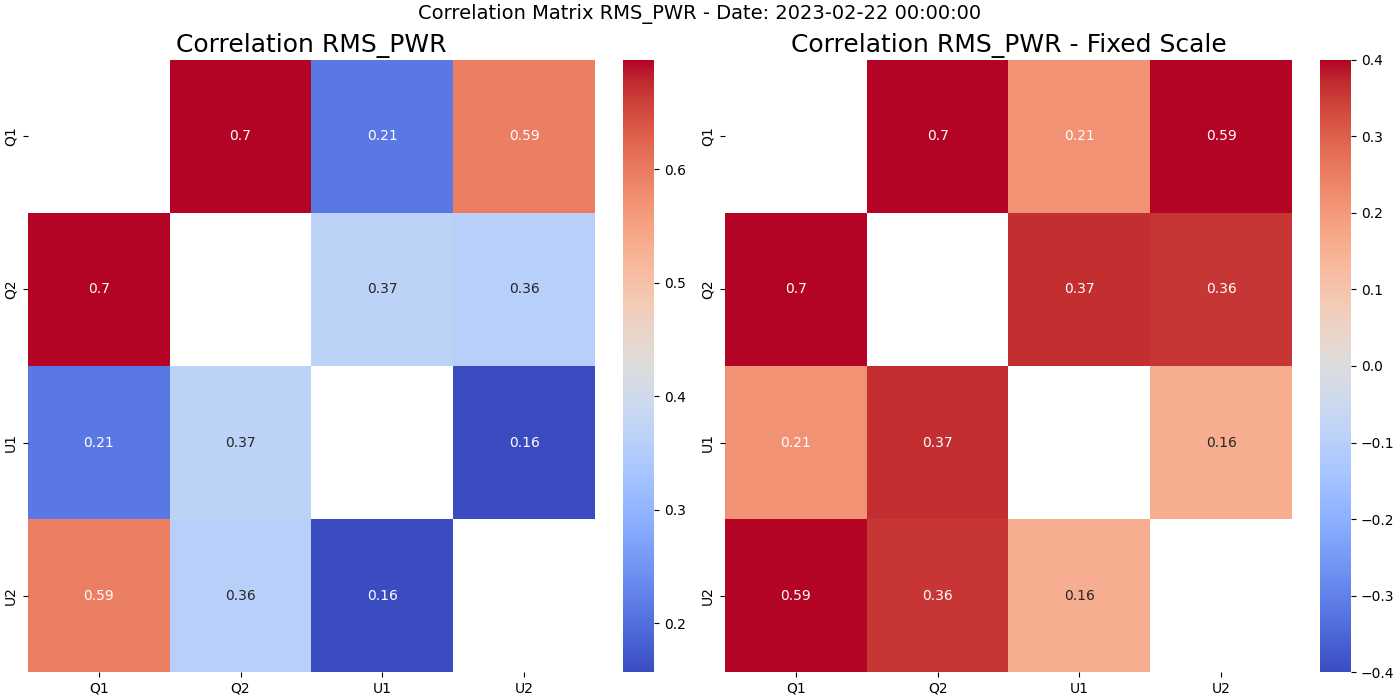 Correlation Matrix RMS_PWR - Date: 2023-02-22 00:00:00
Correlation RMS_PWR
Q1
0.7
0.21
0.59
Q2
0.7
0.37
0.36
U1
0.21
0.37
0.16
U2
0.59
0.36
0.16
Q1
Q2
U1
U2
0.6
0.5
0.4
0.3
0.2
Correlation RMS_PWR - Fixed Scale
Q1
0.7
0.21
0.59
Q2
0.7
0.37
0.36
U1
0.21
0.37
0.16
U2
0.59
0.36
0.16
Q1
Q2
U1
U2
0.4
0.3
0.2
0.1
0.0
−0.1
−0.2
−0.3
−0.4